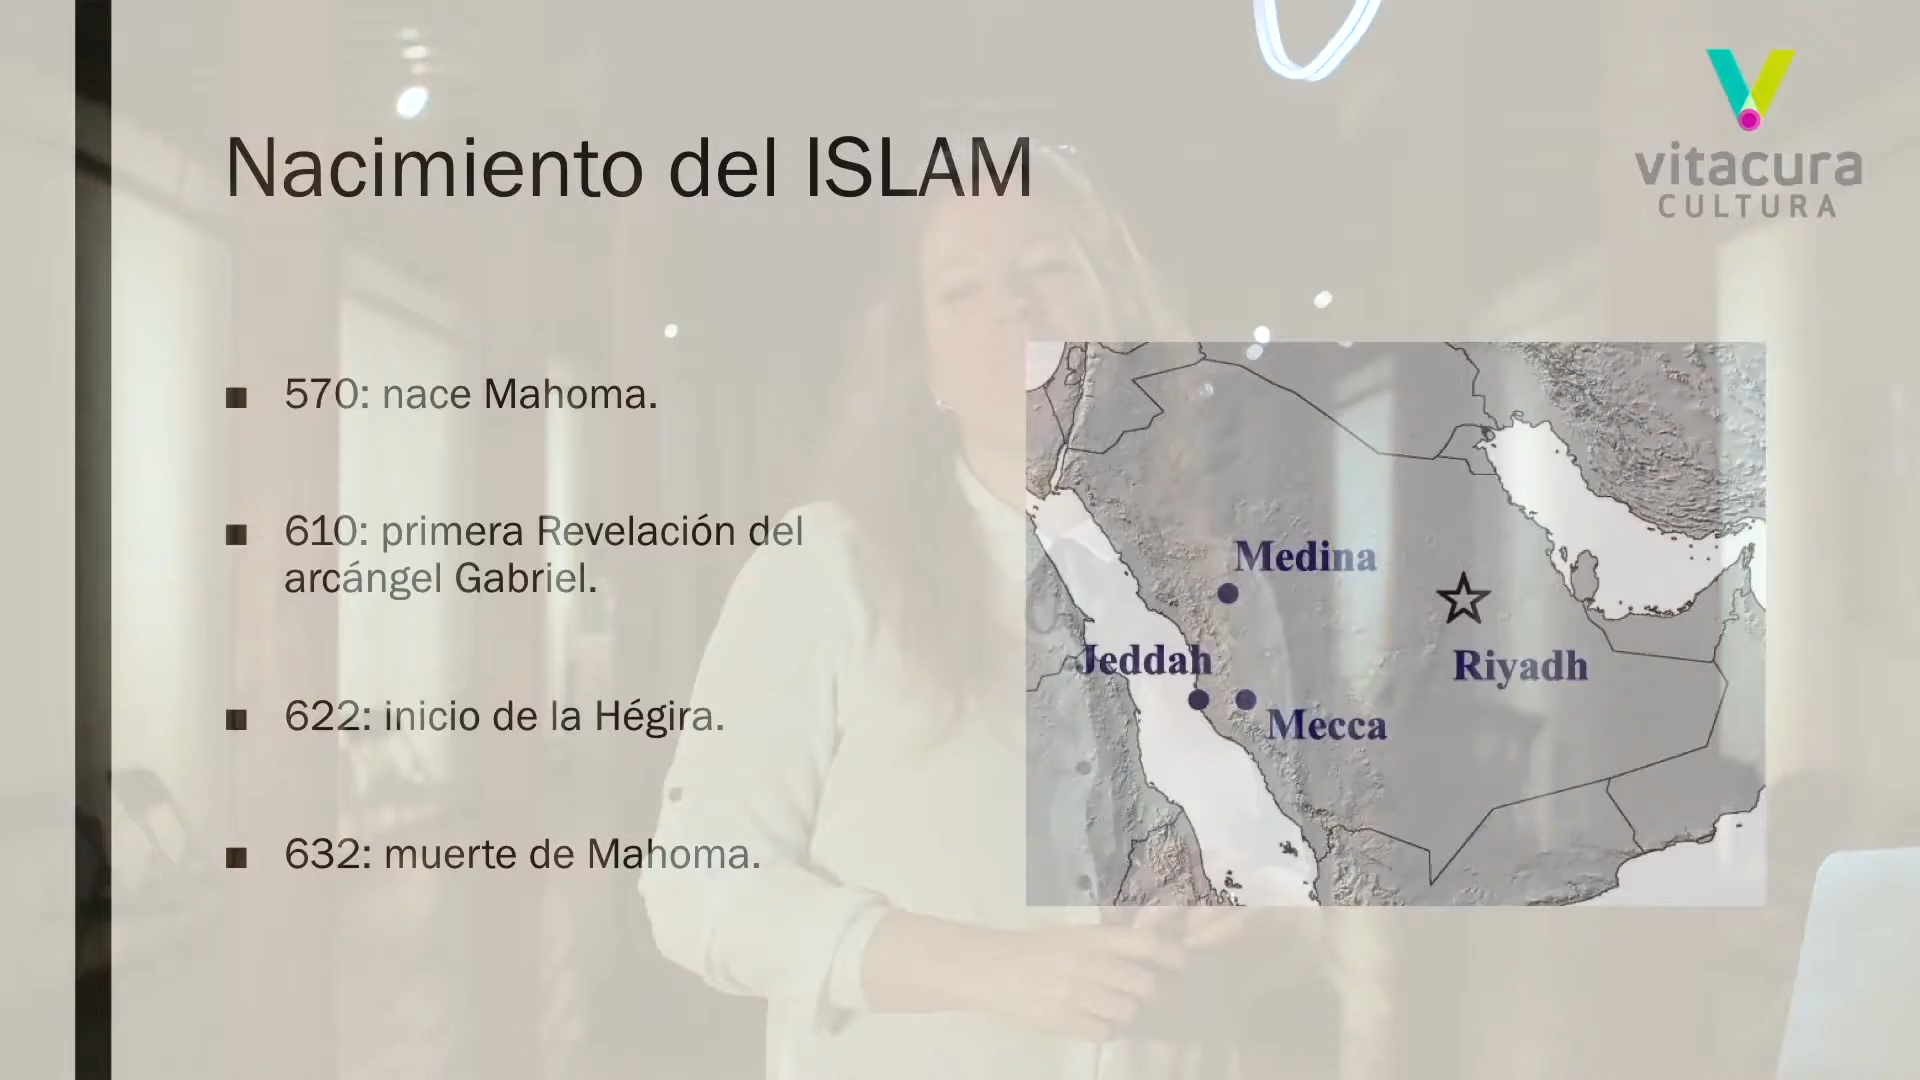 Nacimiento del ISLAM
vitacura
CULTURA
570: nace Mahoma.
610: primera Revelación del
arcángel Gabriel.
622: inicio de la Hégira.
632: muerte de Mahoma.
Medina
Jeddah
Riyadh
Mecca